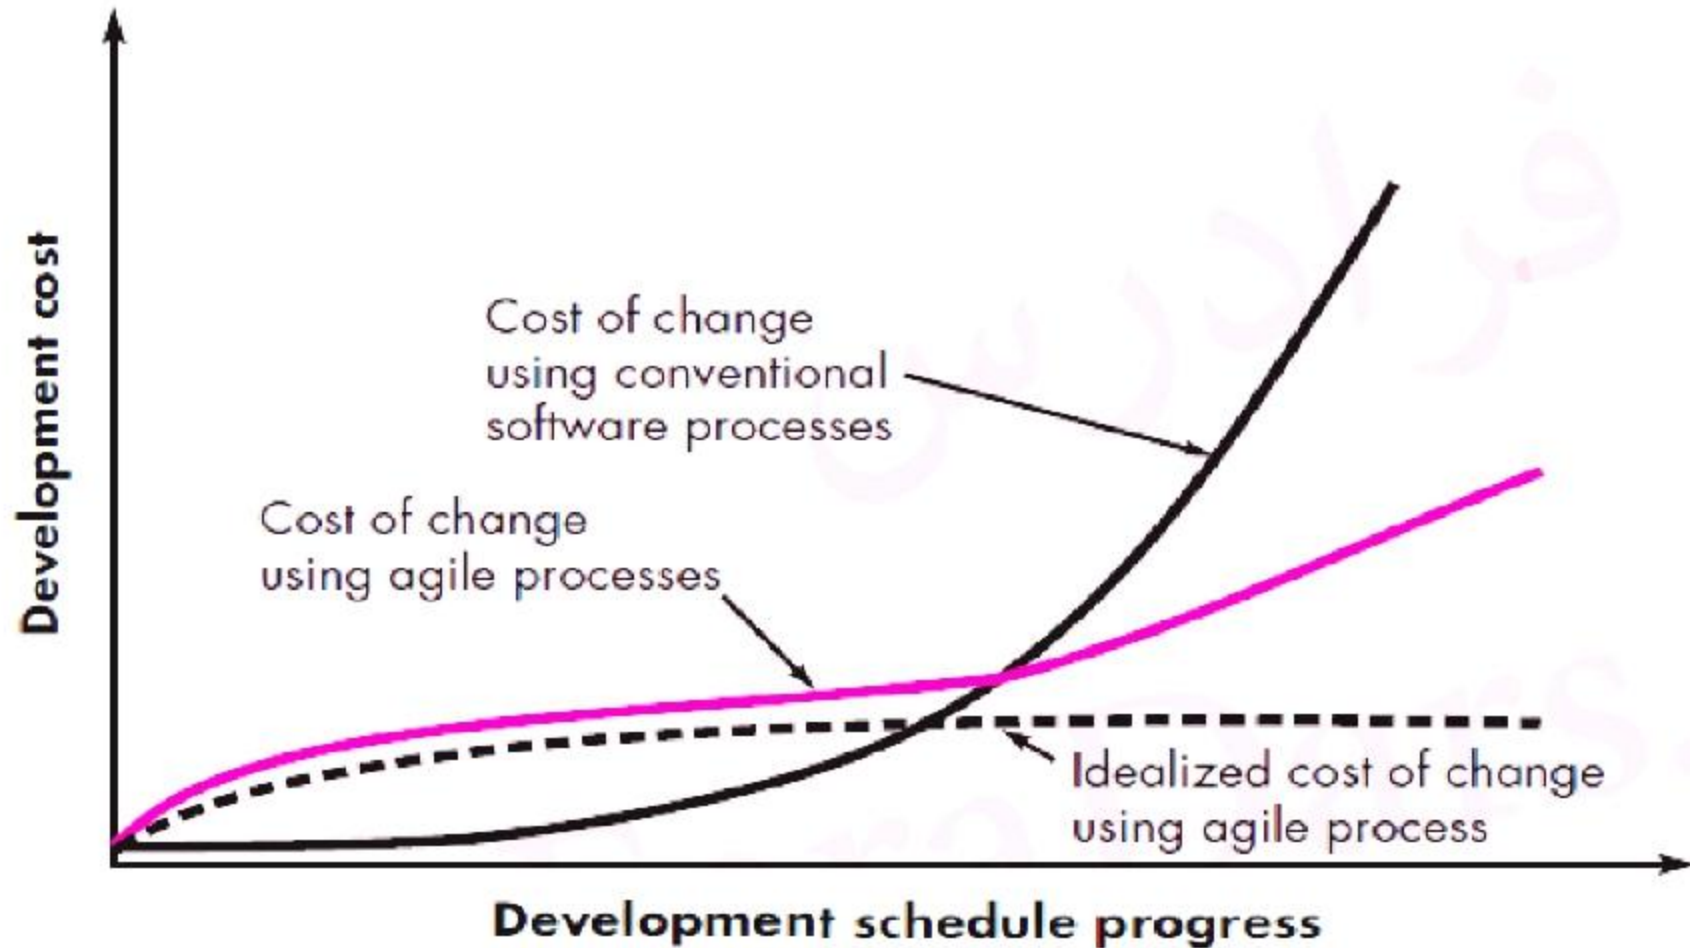 Development cost
Cost of change
using conventional
software processes
Cost of change
using agile processes
Idealized cost of change
using agile process
Development schedule progress
فرادرس